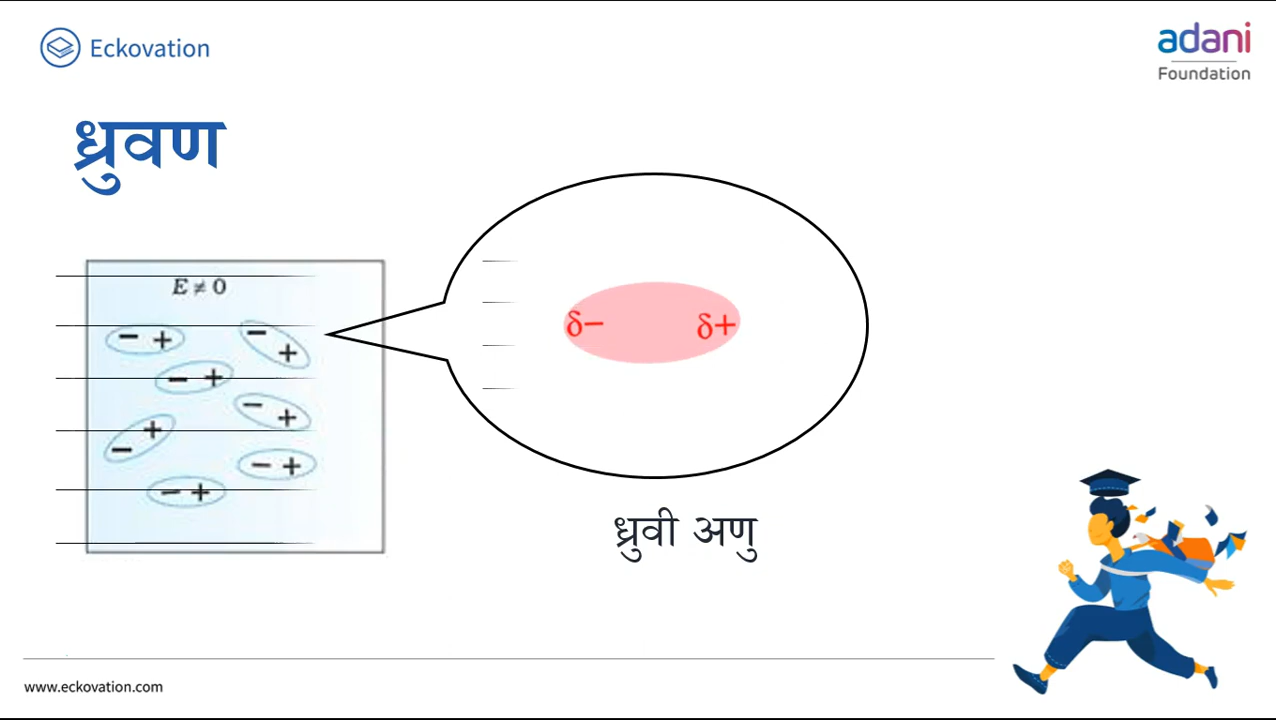 Eckovation
adani
Foundation
ध्रुवण
E ≠ 0
− +
−
+
− +
−
+
+
−
− +
− +
δ− δ+
ध्रुवी अणु
www.eckovation.com